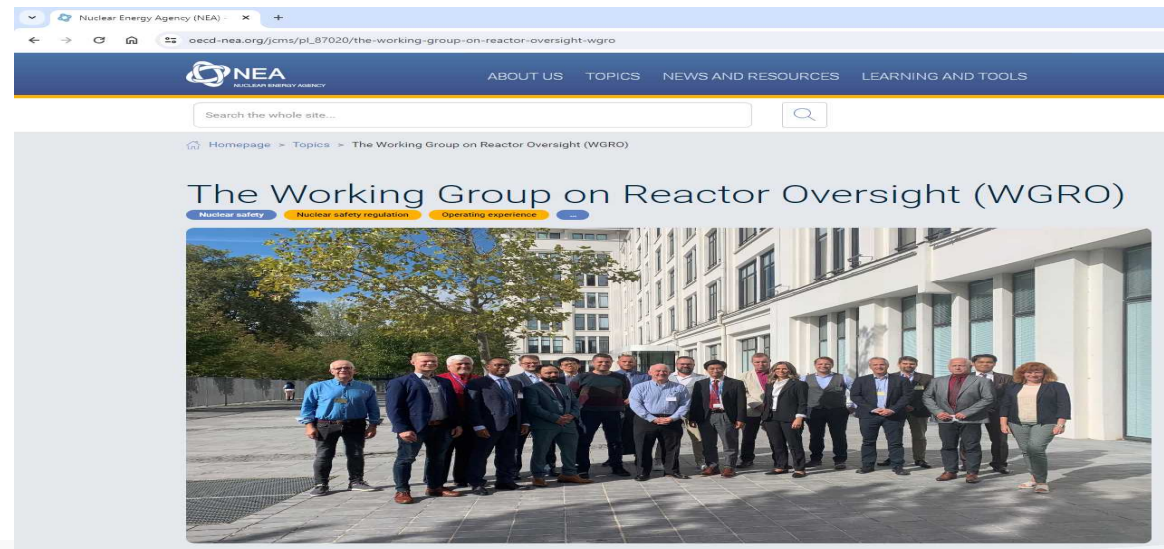 Nuclear Energy Agency (NEA) -
oecd-nea.org/jcms/pl_87020/the-working-group-on-reactor-oversight-wgro
NEA
NUCLEAR ENERGY AGENCY
ABOUT US TOPICS NEWS AND RESOURCES LEARNING AND TOOLS
Search the whole site...
Homepage > Topics > The Working Group on Reactor Oversight (WGRO)
The Working Group on Reactor Oversight (WGRO)
Nuclear safety Nuclear safety regulation Operating experience ...